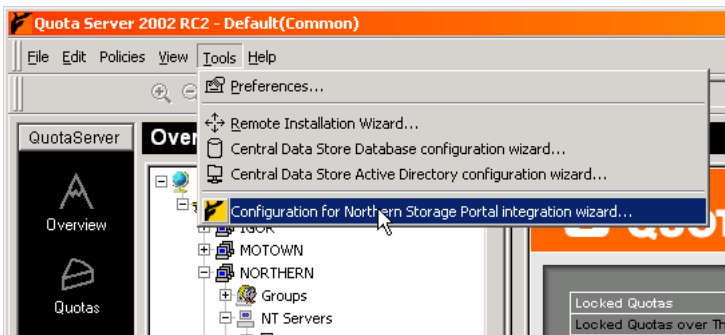 Quota Server 2002 RC2 - Default(Common)
File Edit Policies View Tools Help
Preferences...
Remote Installation Wizard...
QuotaServer
Central Data Store Database configuration wizard...
Central Data Store Active Directory configuration wizard...
Configuration for Northern Storage Portal integration wizard...
Overview
IGOR
MOTOWN
NORTHERN
Groups
NT Servers
Quotas
Locked Quotas
Locked Quotas over